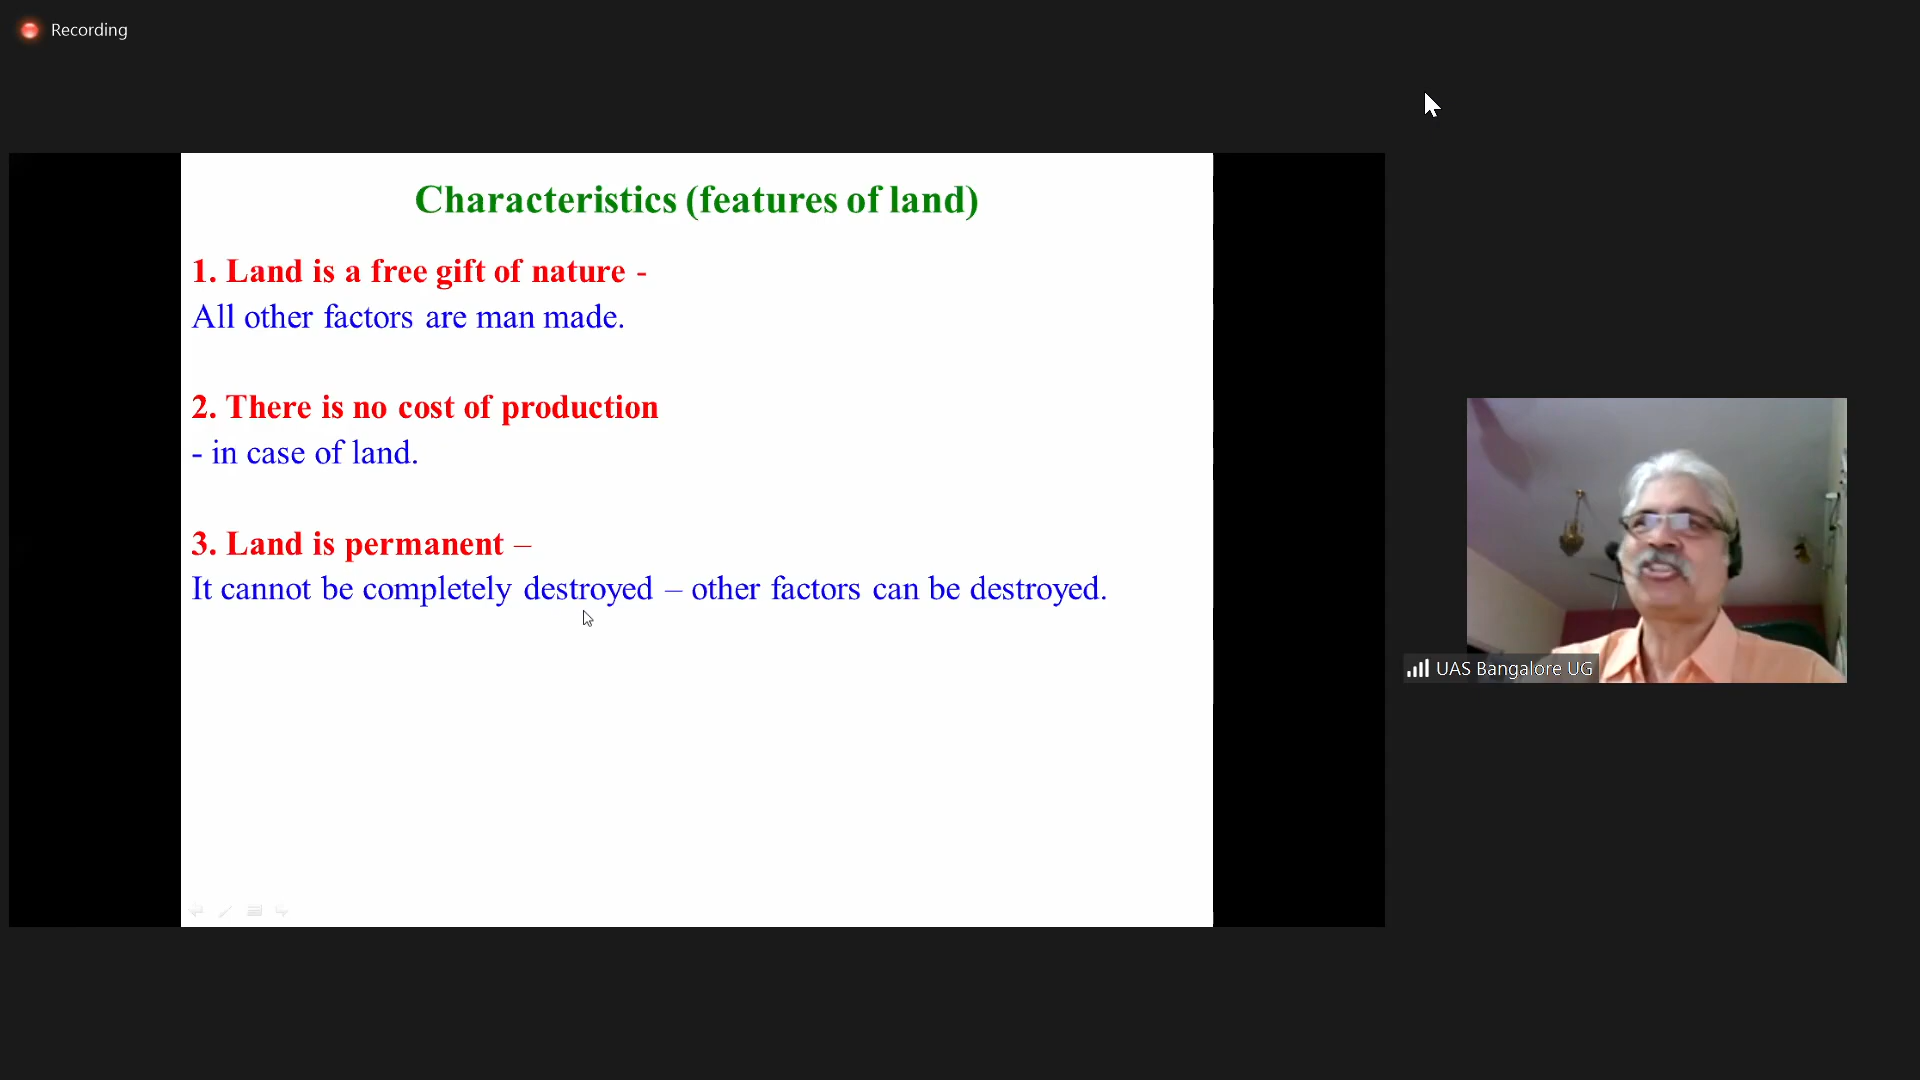 Recording
Characteristics (features of land)
1. Land is a free gift of nature -
All other factors are man made.
2. There is no cost of production
- in case of land.
3. Land is permanent –
It cannot be completely destroyed – other factors can be destroyed.
UAS Bangalore UG